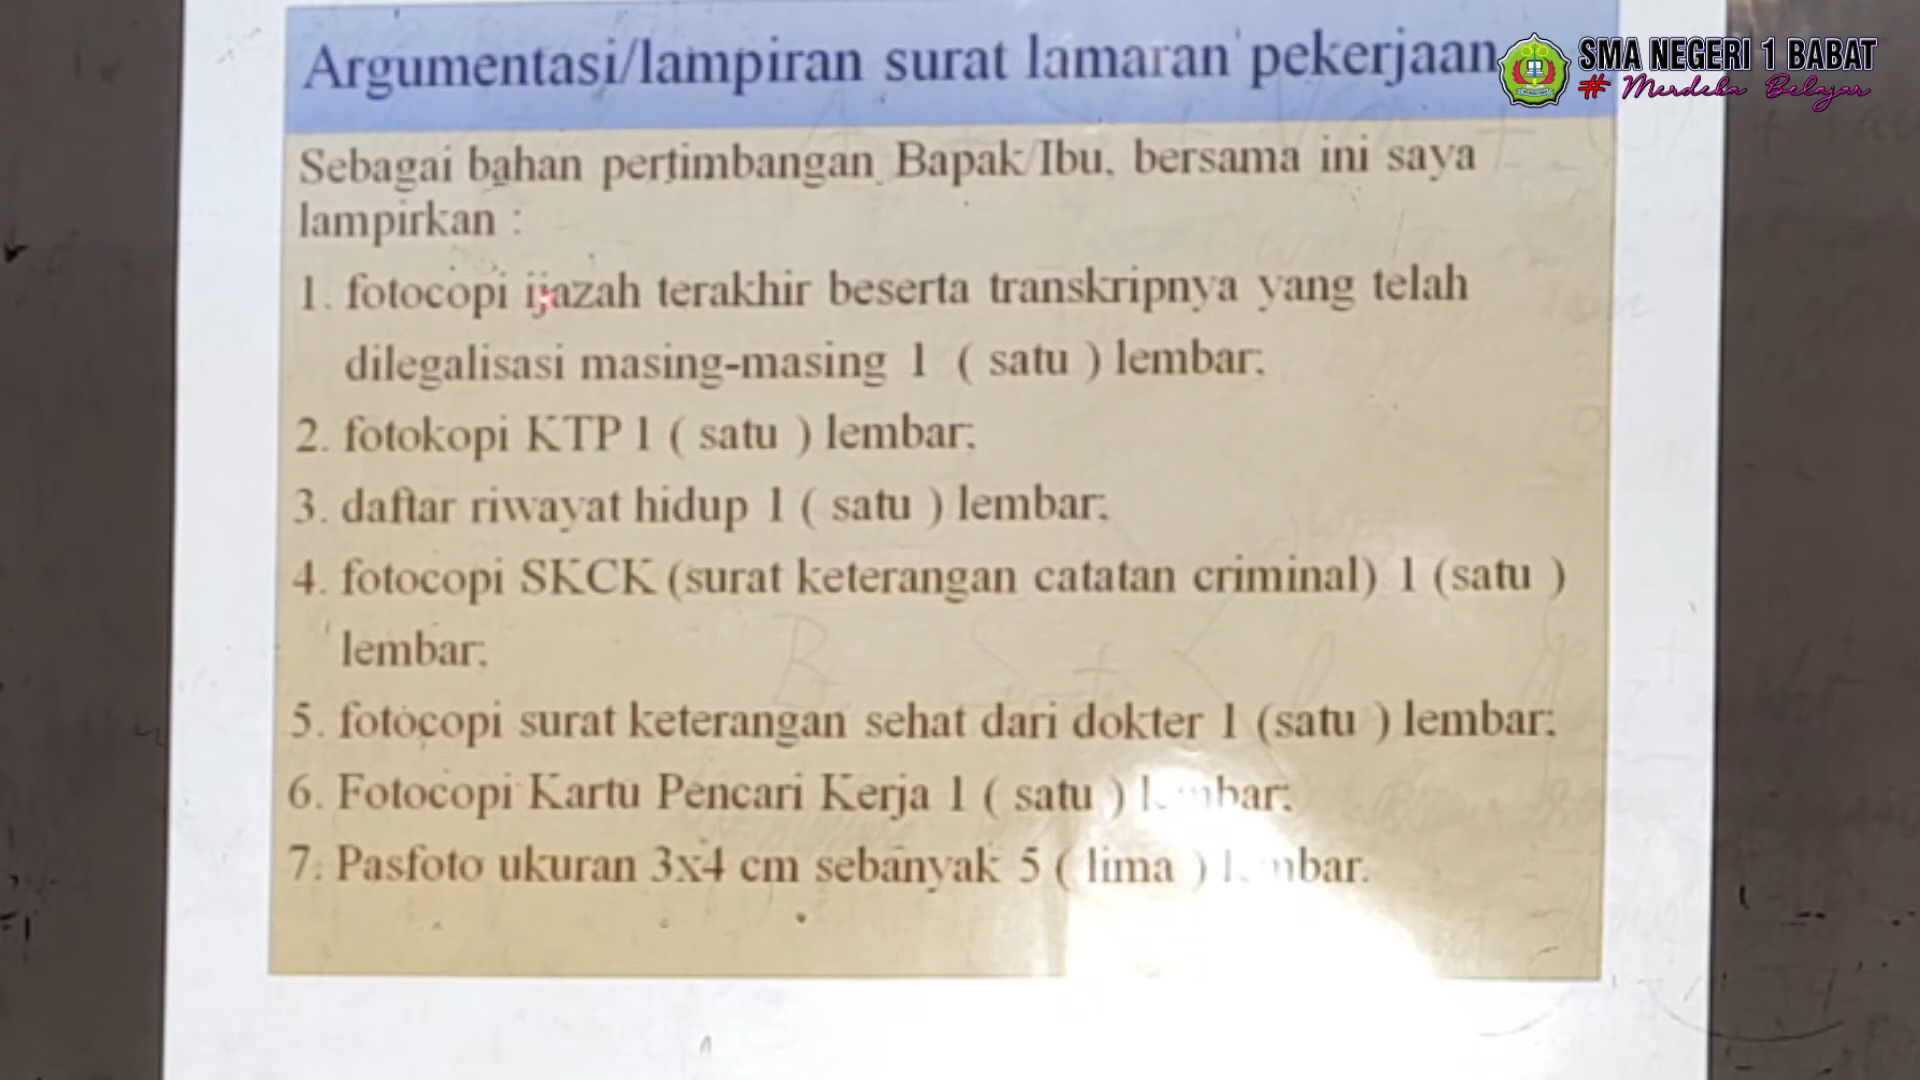 Argumentasi/lampiran surat lamaran pekerjaan
SMA NEGERI 1 BABAT
# Merdeka Belajar
Sebagai bahan pertimbangan Bapak/Ibu, bersama ini saya
lampirkan :
1. fotocopi ijazah terakhir beserta transkripnya yang telah
dilegalisasi masing-masing 1 ( satu ) lembar;
2. fotokopi KTP 1 ( satu ) lembar;
3. daftar riwayat hidup 1 ( satu ) lembar;
4. fotocopi SKCK (surat keterangan catatan criminal) 1 (satu )
lembar;
5. fotocopi surat keterangan sehat dari dokter 1 (satu ) lembar;
6. Fotocopi Kartu Pencari Kerja 1 ( satu ) lembar;
7. Pasfoto ukuran 3x4 cm sebanyak 5 ( lima ) lembar.